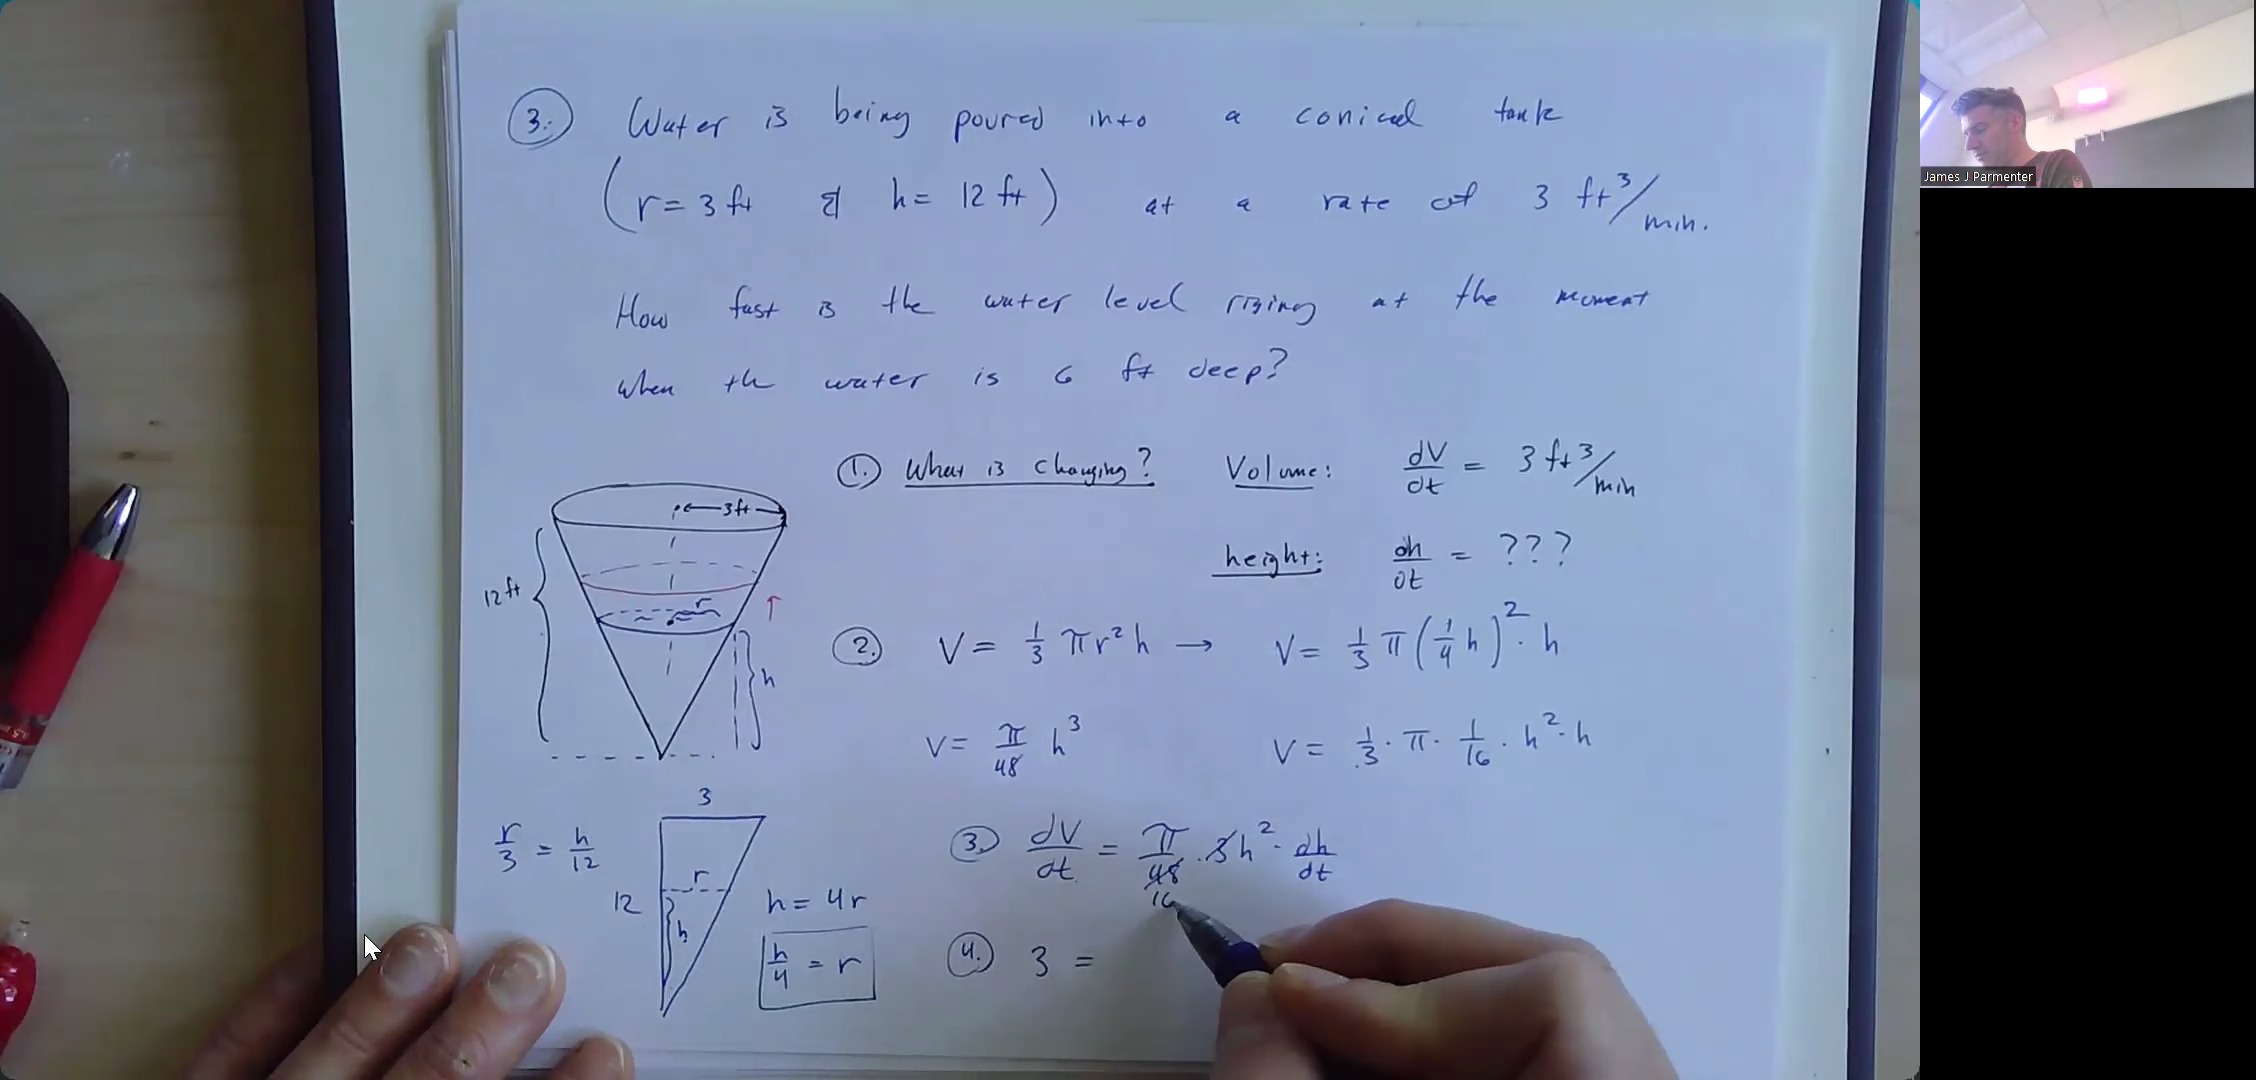 3. Water is being poured into a conical tank
(r = 3 ft & h = 12 ft) at a rate of 3 ft³/min.
How fast is the water level rising at the moment
when the water is 6 ft deep?
1. What is changing? Volume: dV/dt = 3 ft³/min
height: dh/dt = ???
3 ft
12 ft
r
h
2. V = 1/3 πr²h → V = 1/3 π(1/4 h)² · h
V = π/48 h³ V = 1/3 · π · 1/16 · h² · h
3
r/3 = h/12
12
r
h
h = 4r
h/4 = r
3. dV/dt = π/48 · 3h² · dh/dt
16
4. 3 =
James J Parmenter